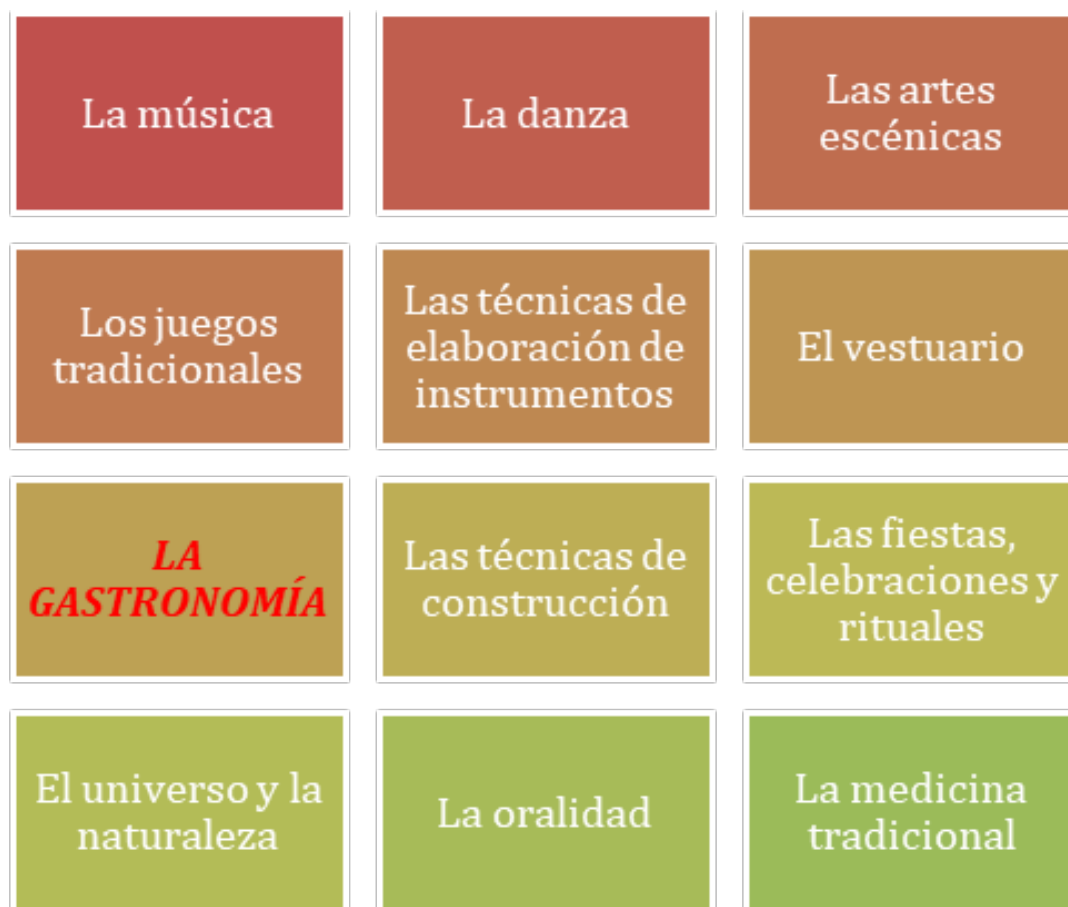 La música
La danza
Las artes
escénicas
Los juegos
tradicionales
Las técnicas de
elaboración de
instrumentos
El vestuario
LA
GASTRONOMÍA
Las técnicas de
construcción
Las fiestas,
celebraciones y
rituales
El universo y la
naturaleza
La oralidad
La medicina
tradicional